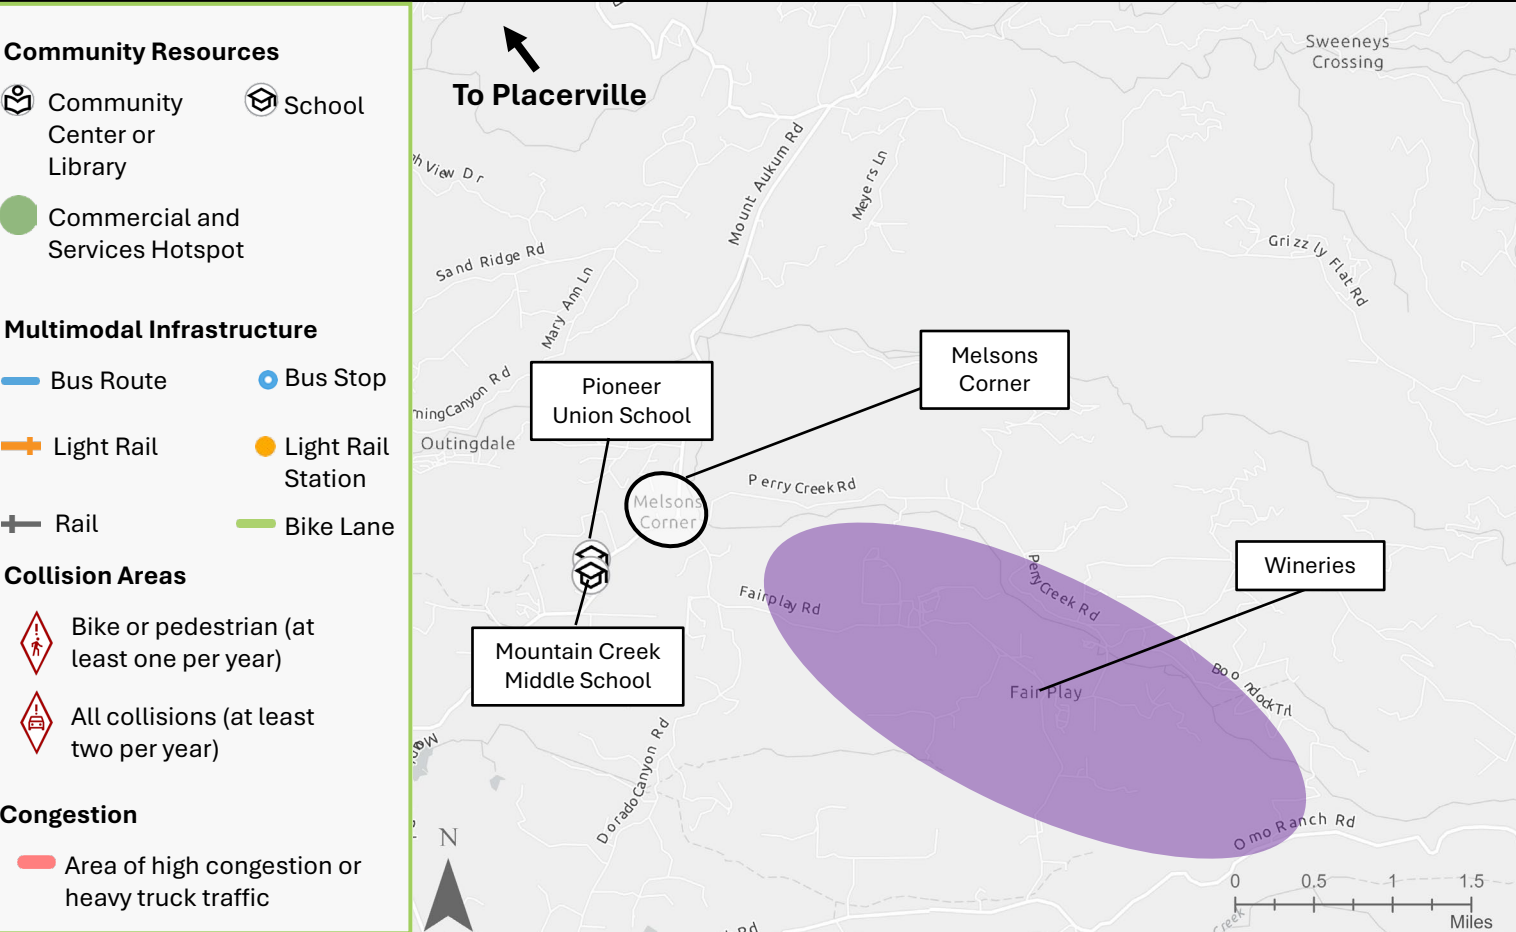 Community Resources
Community
Center or
Library
School
Commercial and
Services Hotspot
Multimodal Infrastructure
Bus Route
Bus Stop
Light Rail
Light Rail
Station
Rail
Bike Lane
Collision Areas
Bike or pedestrian (at
least one per year)
All collisions (at least
two per year)
Congestion
Area of high congestion or
heavy truck traffic
To Placerville
Sweeneys
Crossing
View Dr
Mount Aukum Rd
Meyers Ln
Sand Ridge Rd
Mary Ann Ln
Grizzly Flat Rd
Canyon Rd
Outingdale
Pioneer
Union School
Melsons
Corner
Melsons
Corner
Perry Creek Rd
Wineries
Perry Creek Rd
Fairplay Rd
Mountain Creek
Middle School
Fair Play
Boondock Trl
Dorado Canyon Rd
Omo Ranch Rd
N
0 0.5 1 1.5
Miles
Creek
Rd